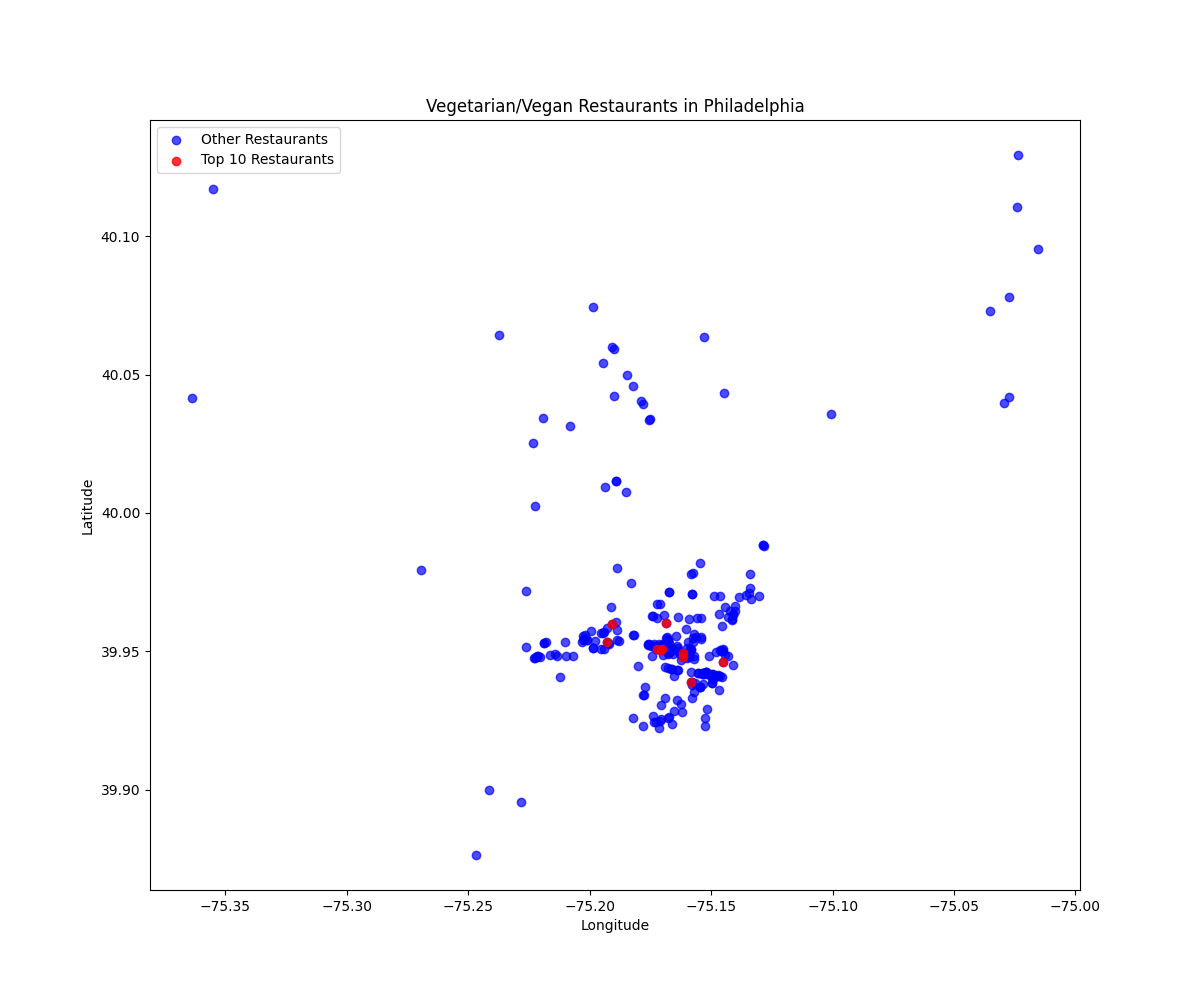 Vegetarian/Vegan Restaurants in Philadelphia
Other Restaurants
Top 10 Restaurants
40.10
40.05
40.00
39.95
39.90
Latitude
−75.35 −75.30 −75.25 −75.20 −75.15 −75.10 −75.05 −75.00
Longitude